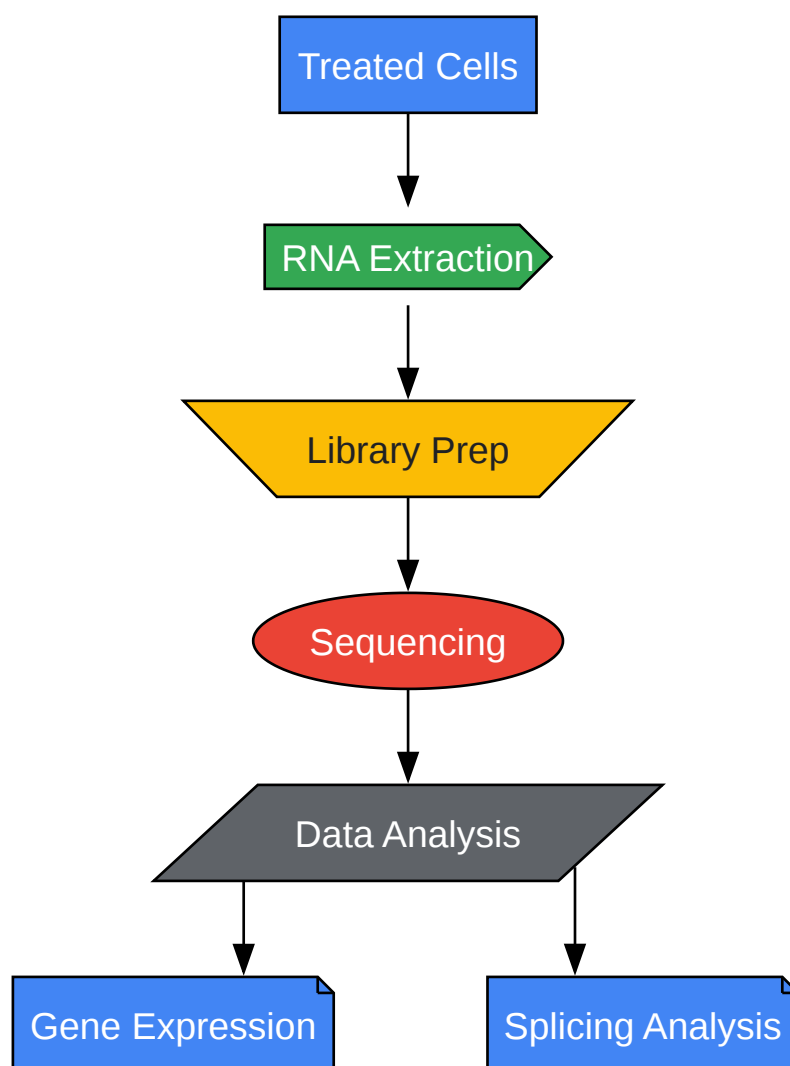 Treated Cells
RNA Extraction
Library Prep
Sequencing
Data Analysis
Gene Expression
Splicing Analysis